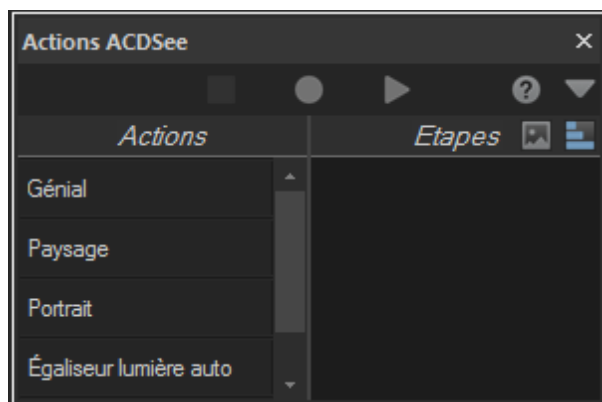 Actions ACDSee
Actions Etapes
Génial
Paysage
Portrait
Égaliseur lumière auto